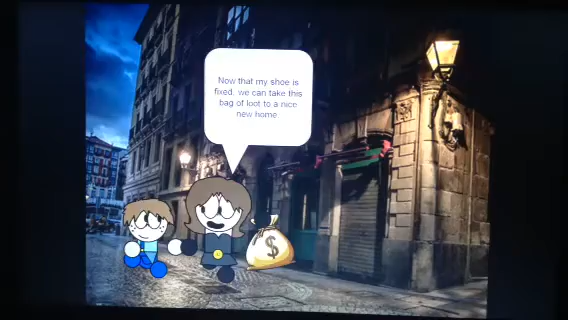 Now that my shoe is
fixed, we can take this
bag of loot to a nice
new home.
$